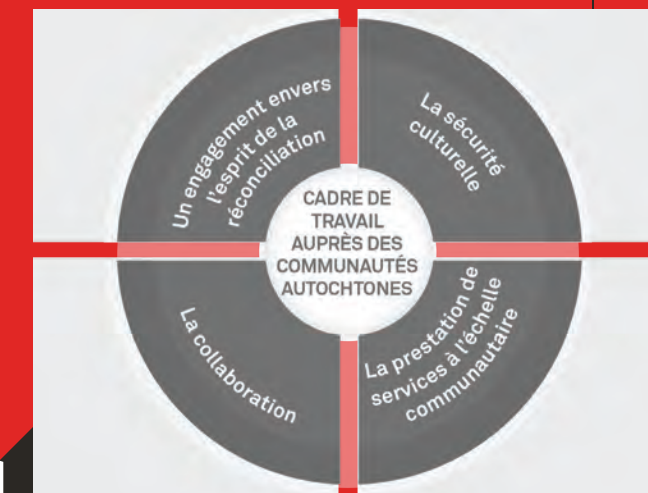 Un engagement envers
l'esprit de la
réconciliation
La sécurité
culturelle
CADRE DE
TRAVAIL
AUPRÈS DES
COMMUNAUTÉS
AUTOCHTONES
La collaboration
La prestation de
services à l'échelle
communautaire